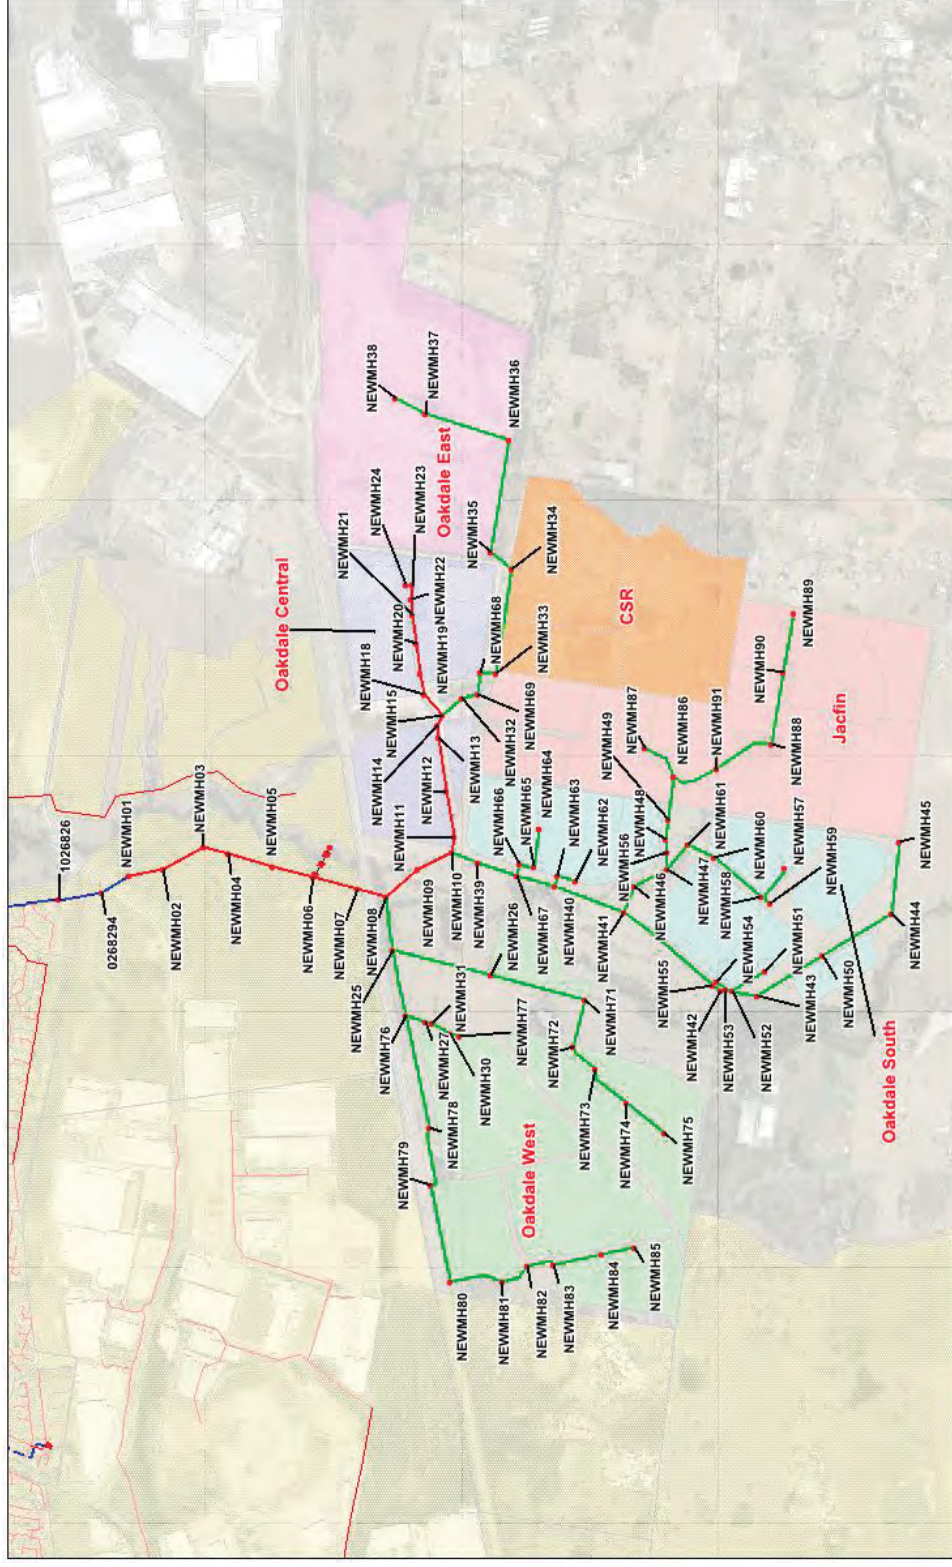 1026826
0268294
NEWMH01
NEWMH02
NEWMH03
NEWMH04
NEWMH05
NEWMH06
NEWMH07
NEWMH08
NEWMH25
NEWMH76
NEWMH79
NEWMH78
NEWMH27
NEWMH31
NEWMH30
NEWMH77
NEWMH80
NEWMH81
NEWMH82
NEWMH83
NEWMH84
NEWMH85
Oakdale West
NEWMH72
NEWMH71
NEWMH73
NEWMH74
NEWMH75
NEWMH09
NEWMH10
NEWMH39
NEWMH26
NEWMH67
NEWMH40
NEWMH41
NEWMH11
NEWMH12
NEWMH14
NEWMH13
NEWMH15
NEWMH18
Oakdale Central
NEWMH20
NEWMH19
NEWMH21
NEWMH22
NEWMH24
NEWMH23
Oakdale East
NEWMH38
NEWMH37
NEWMH36
NEWMH35
NEWMH34
NEWMH68
NEWMH33
NEWMH69
NEWMH32
CSR
NEWMH66
NEWMH65
NEWMH64
NEWMH63
NEWMH62
NEWMH56
NEWMH48
NEWMH49
NEWMH87
NEWMH86
NEWMH91
NEWMH90
NEWMH89
NEWMH88
Jacfin
NEWMH46
NEWMH47
NEWMH61
NEWMH58
NEWMH60
NEWMH57
NEWMH59
NEWMH55
NEWMH54
NEWMH42
NEWMH53
NEWMH52
NEWMH51
NEWMH43
NEWMH50
NEWMH44
NEWMH45
Oakdale South